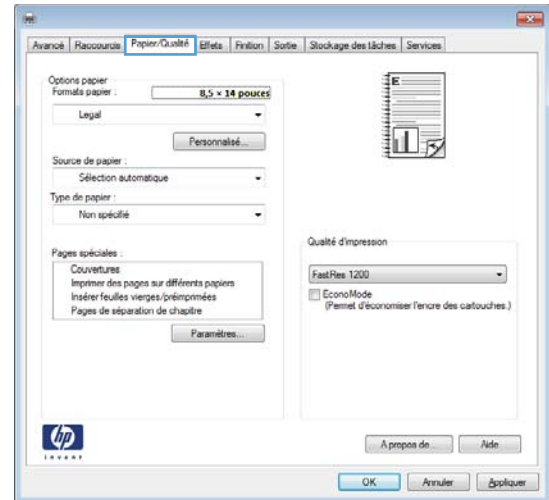 Avancé Raccourcis Papier/Qualité Effets Finition Sortie Stockage des tâches Services
Options papier
Formats papier : 8,5 × 14 pouces
Legal
Personnalisé...
Source de papier :
Sélection automatique
Type de papier :
Non spécifié
Pages spéciales :
Couvertures
Imprimer des pages sur différents papiers
Insérer feuilles vierges/préimprimées
Pages de séparation de chapitre
Paramètres...
E
Qualité d'impression
FastRes 1200
EconoMode
(Permet d'économiser l'encre des cartouches.)
hp
invent
A propos de...
Aide
OK Annuler Appliquer